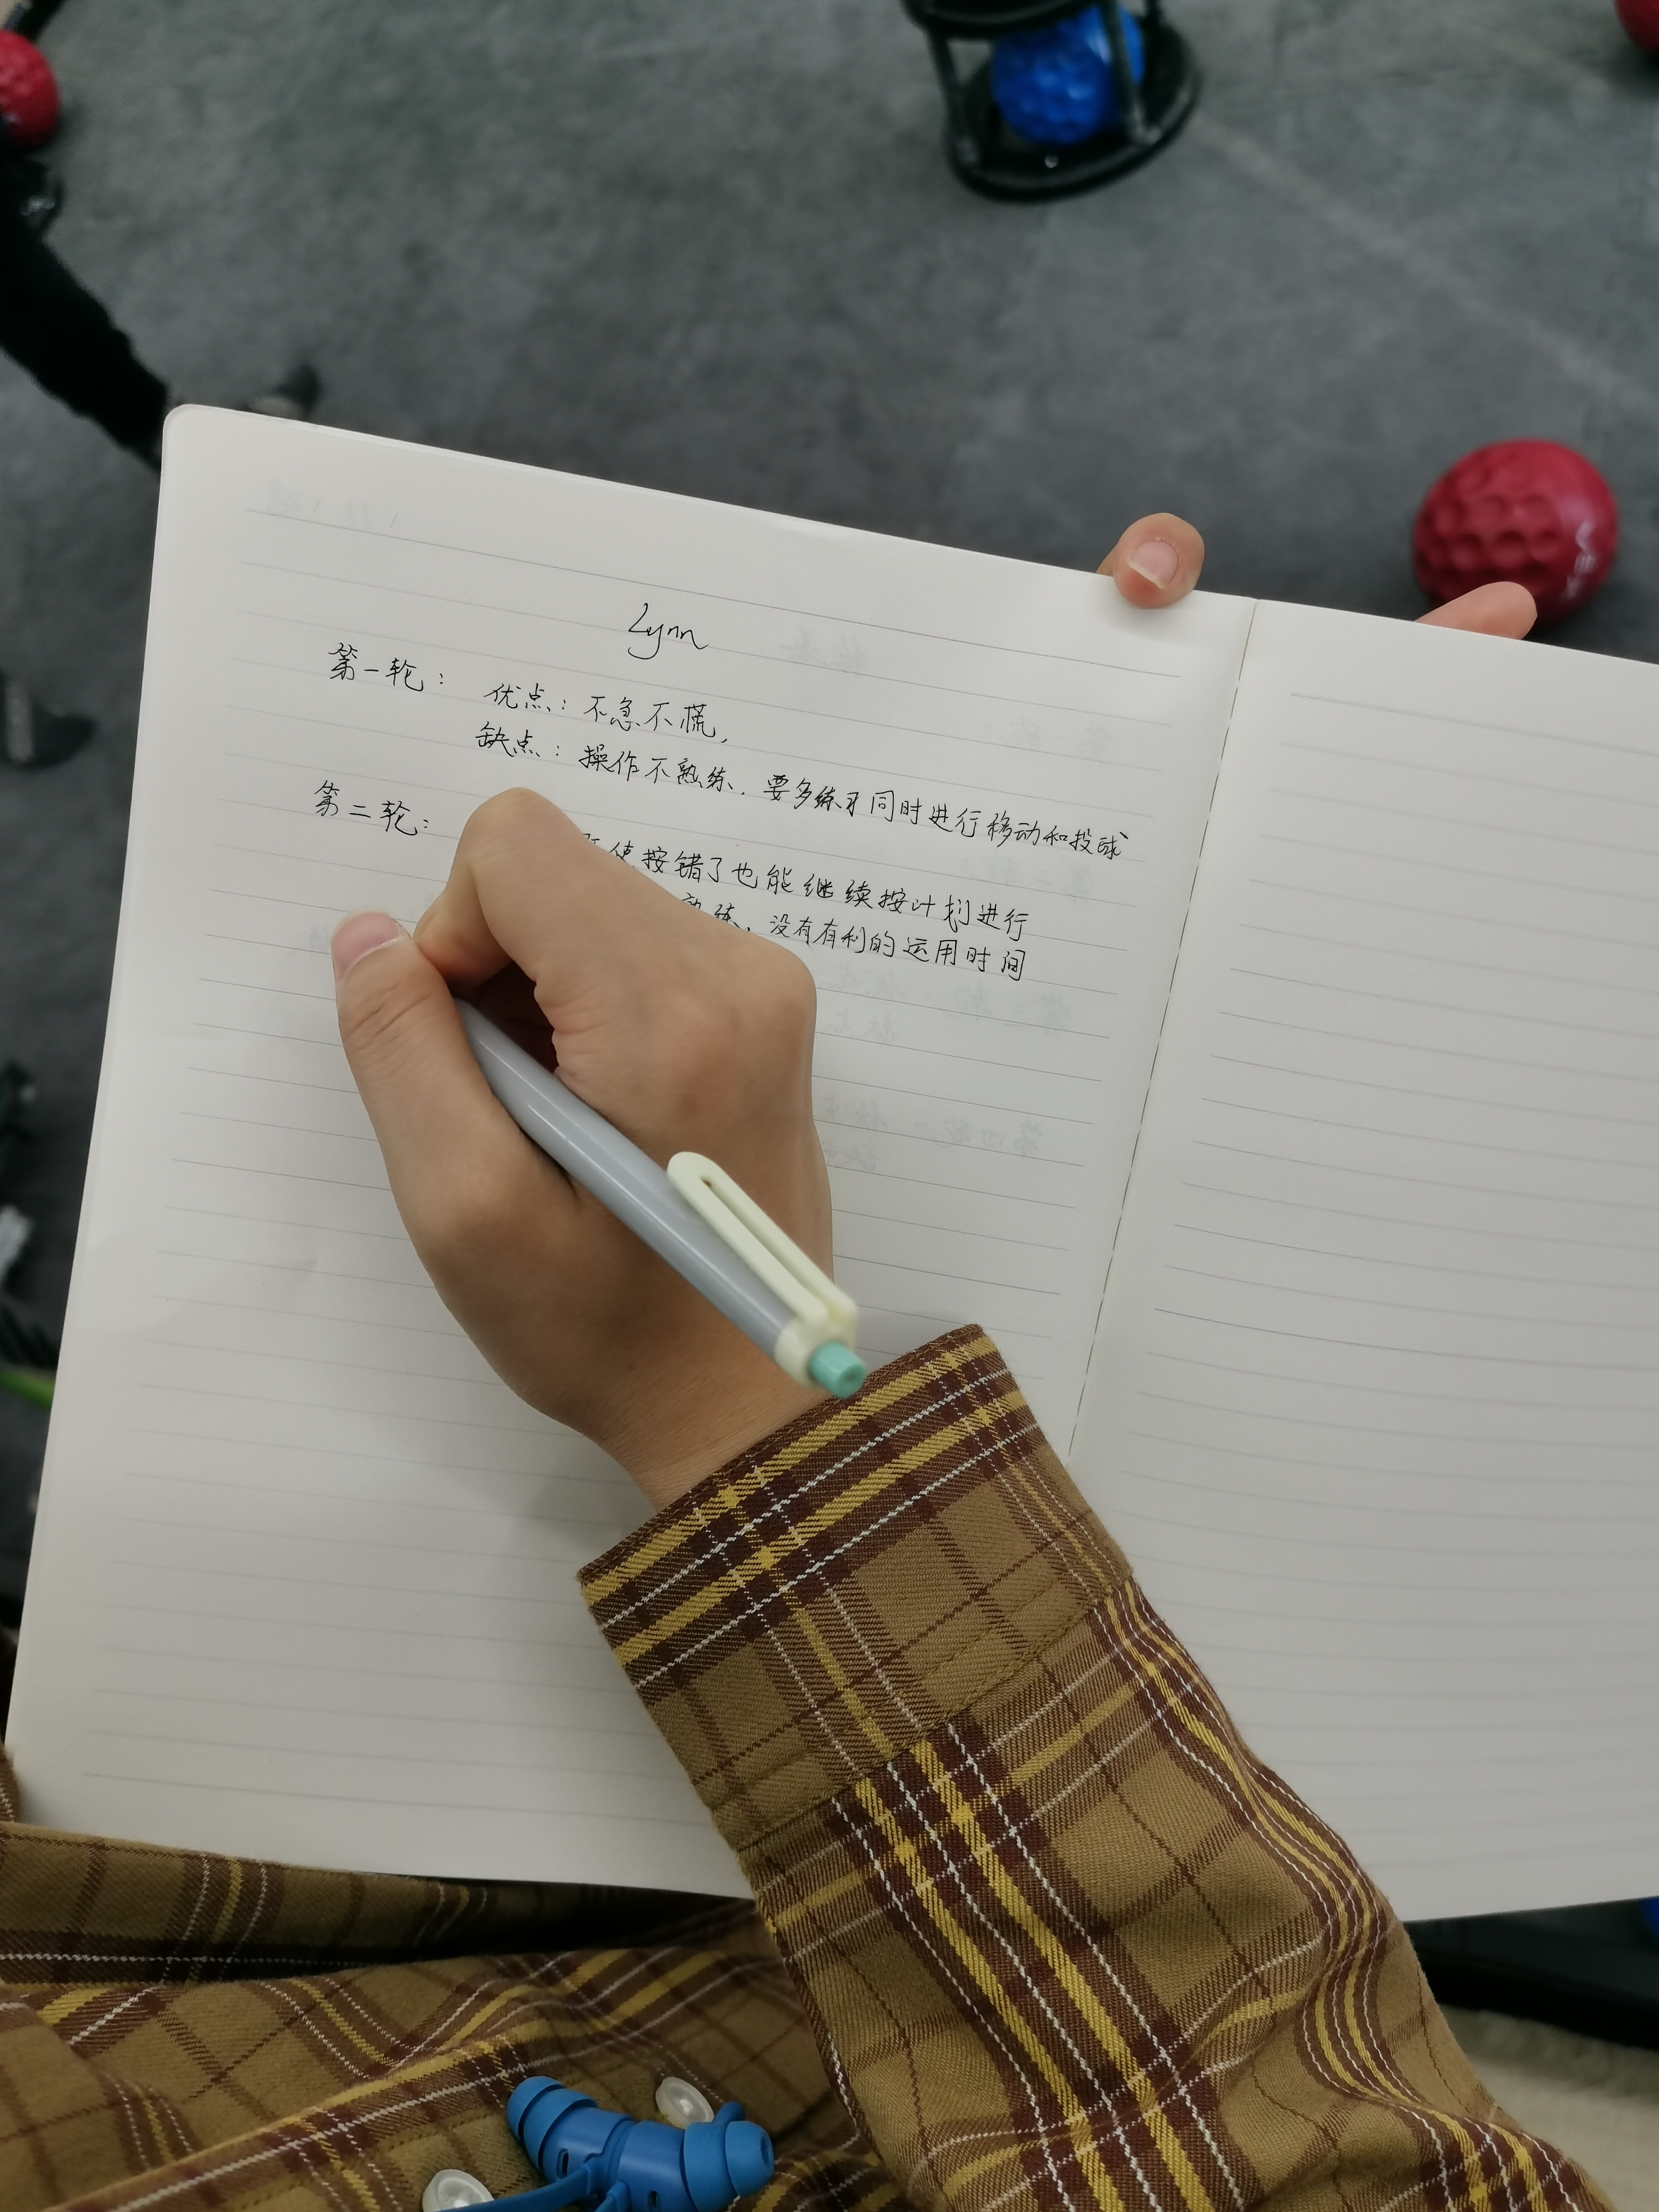 Lynn
第一轮： 优点：不急不慌，
缺点：操作不熟练，要多练习同时进行移动和投球
第二轮：
使按错了也能继续按计划进行
熟练，没有有利的运用时间
VEX